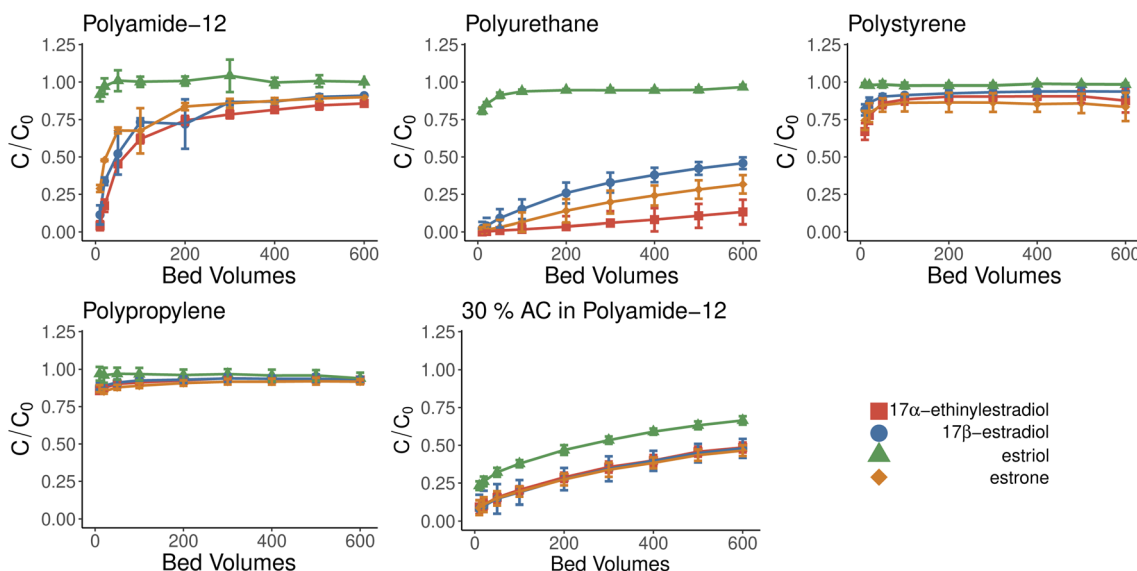 Polyamide−12
1.25
1.00
0.75
0.50
0.25
0.00
C/C0
0
200
400
600
Bed Volumes
Polyurethane
1.25
1.00
0.75
0.50
0.25
0.00
C/C0
0
200
400
600
Bed Volumes
Polystyrene
1.25
1.00
0.75
0.50
0.25
0.00
C/C0
0
200
400
600
Bed Volumes
Polypropylene
1.25
1.00
0.75
0.50
0.25
0.00
C/C0
0
200
400
600
Bed Volumes
30 % AC in Polyamide−12
1.25
1.00
0.75
0.50
0.25
0.00
C/C0
0
200
400
600
Bed Volumes
17α−ethinylestradiol
17β−estradiol
estriol
estrone